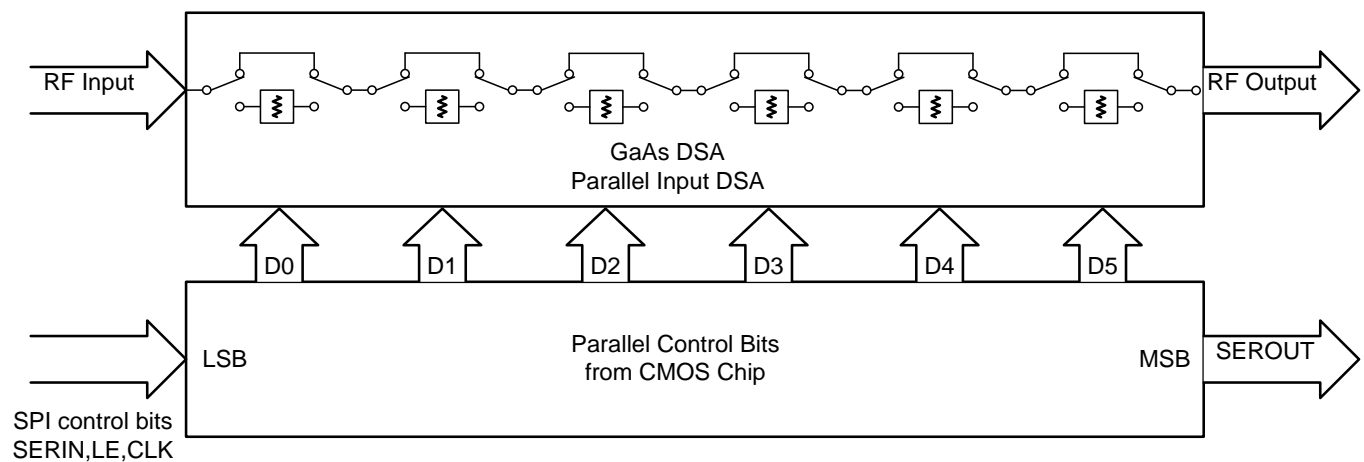 RF Input
RF Output
GaAs DSA
Parallel Input DSA
D0
D1
D2
D3
D4
D5
LSB
Parallel Control Bits
from CMOS Chip
MSB
SEROUT
SPI control bits
SERIN,LE,CLK